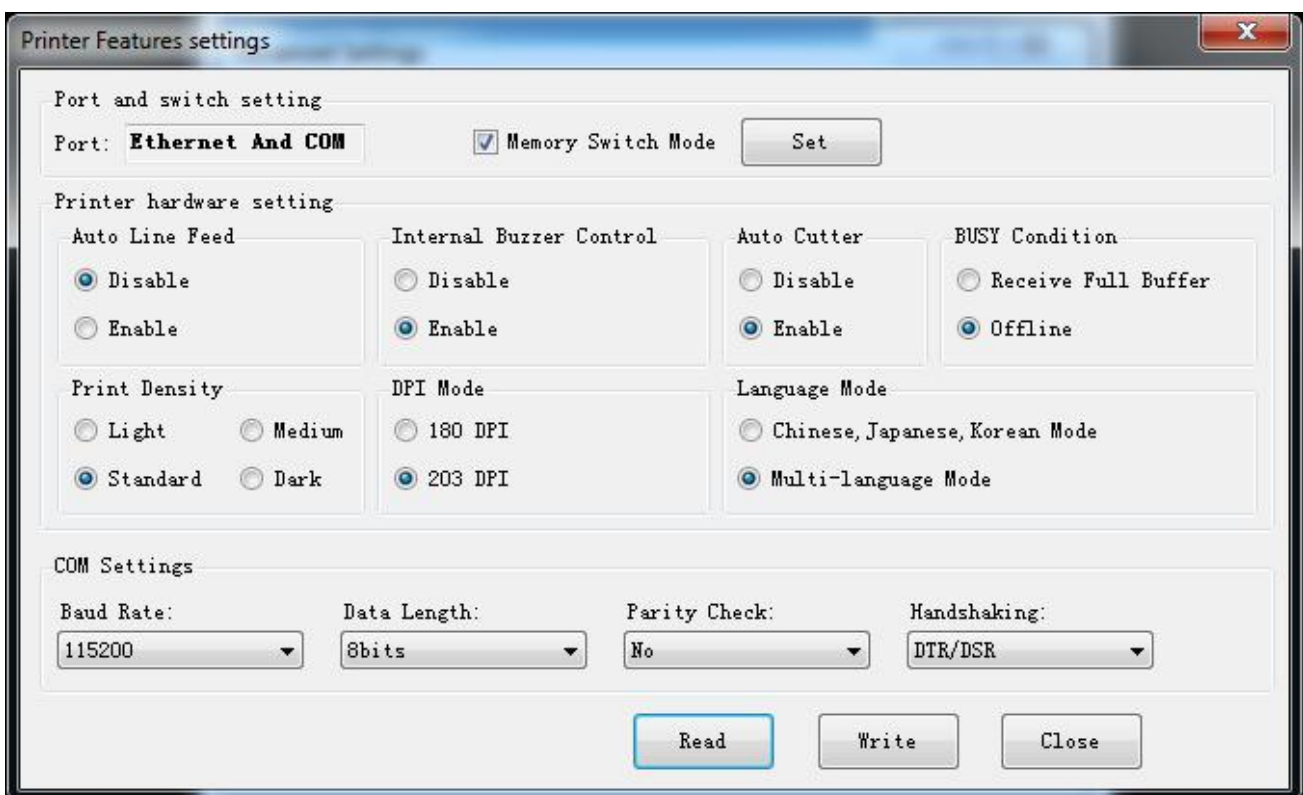 Printer Features settings
Port and switch setting
Port: Ethernet And COM Memory Switch Mode Set
Printer hardware setting
Auto Line Feed Internal Buzzer Control Auto Cutter BUSY Condition
Disable Disable Disable Receive Full Buffer
Enable Enable Enable Offline
Print Density DPI Mode Language Mode
Light Medium 180 DPI Chinese,Japanese,Korean Mode
Standard Dark 203 DPI Multi-language Mode
COM Settings
Baud Rate: Data Length: Parity Check: Handshaking:
115200 8bits No DTR/DSR
Read Write Close